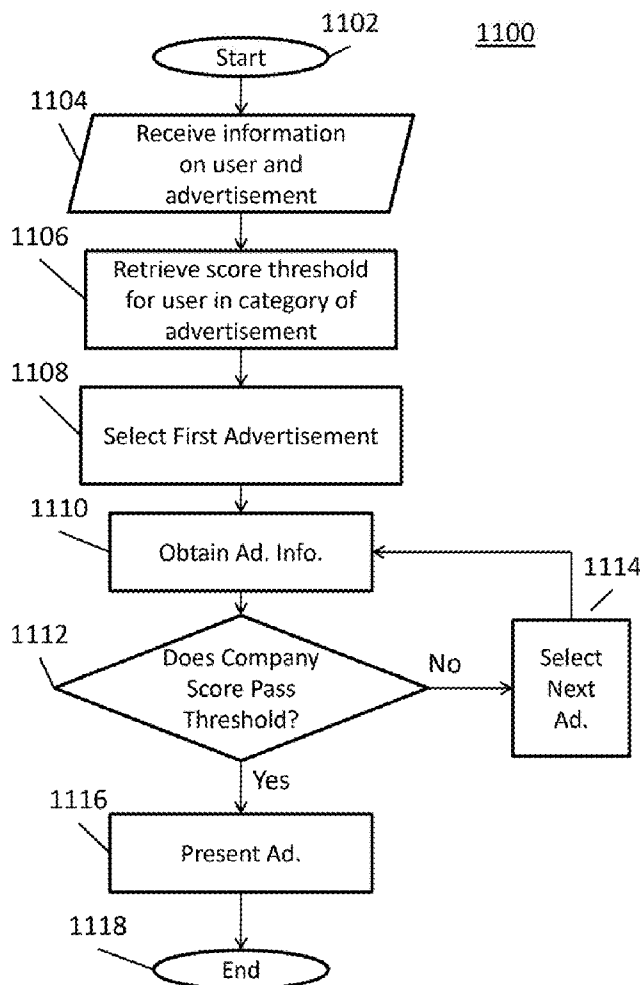 1102
1100
Start
1104
Receive information
on user and
advertisement
1106
Retrieve score threshold
for user in category of
advertisement
1108
Select First Advertisement
1110
Obtain Ad. Info.
1114
1112
Does Company
Score Pass
Threshold?
No
Select
Next
Ad.
Yes
1116
Present Ad.
1118
End